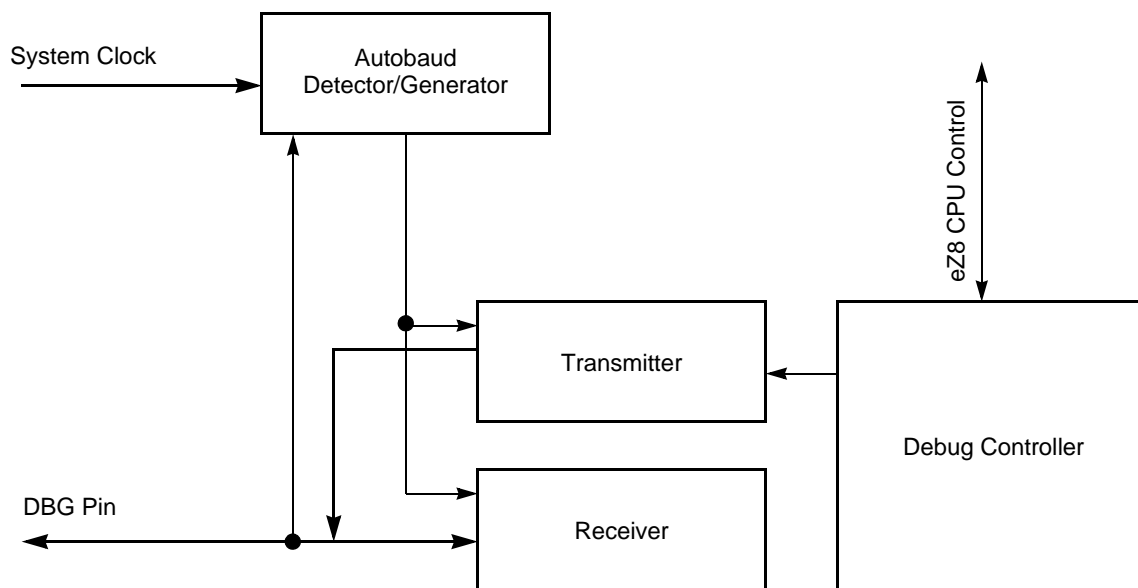 System Clock
Autobaud
Detector/Generator
eZ8 CPU Control
Transmitter
Debug Controller
DBG Pin
Receiver